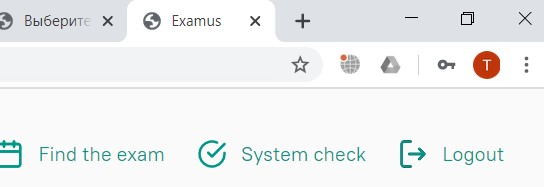 Выберите
Examus
T
Find the exam
System check
Logout